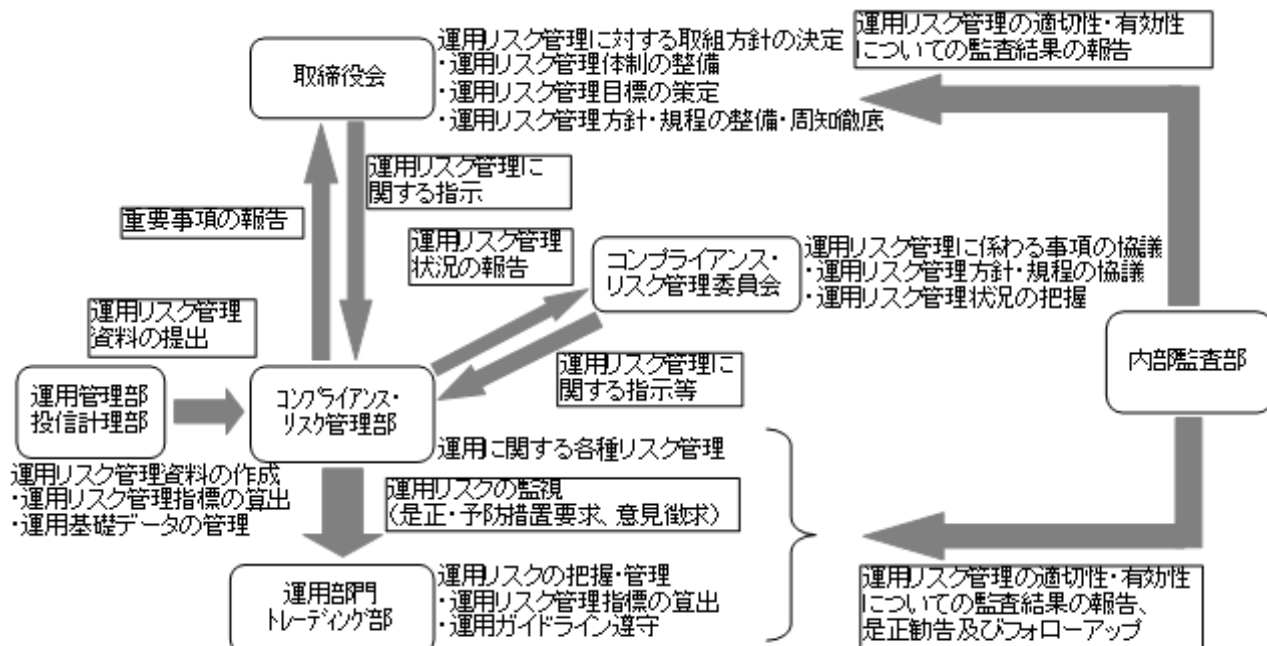 取締役会
運用リスク管理に対する取組方針の決定
・運用リスク管理体制の整備
・運用リスク管理目標の策定
・運用リスク管理方針・規程の整備・周知徹底
運用リスク管理の適切性・有効性
についての監査結果の報告
運用リスク管理に
関する指示
重要事項の報告
運用リスク管理
状況の報告
コンプライアンス・
リスク管理委員会
運用リスク管理に係わる事項の協議
・運用リスク管理方針・規程の協議
・運用リスク管理状況の把握
運用リスク管理
資料の提出
運用リスク管理に
関する指示等
内部監査部
運用管理部
投信計理部
コンプライアンス・
リスク管理部
運用に関する各種リスク管理
運用リスク管理資料の作成
・運用リスク管理指標の算出
・運用基礎データの管理
運用リスクの監視
(是正・予防措置要求、意見徴求)
運用部門
トレーディング部
運用リスクの把握・管理
・運用リスク管理指標の算出
・運用ガイドライン遵守
運用リスク管理の適切性・有効性
についての監査結果の報告、
是正勧告及びフォローアップ